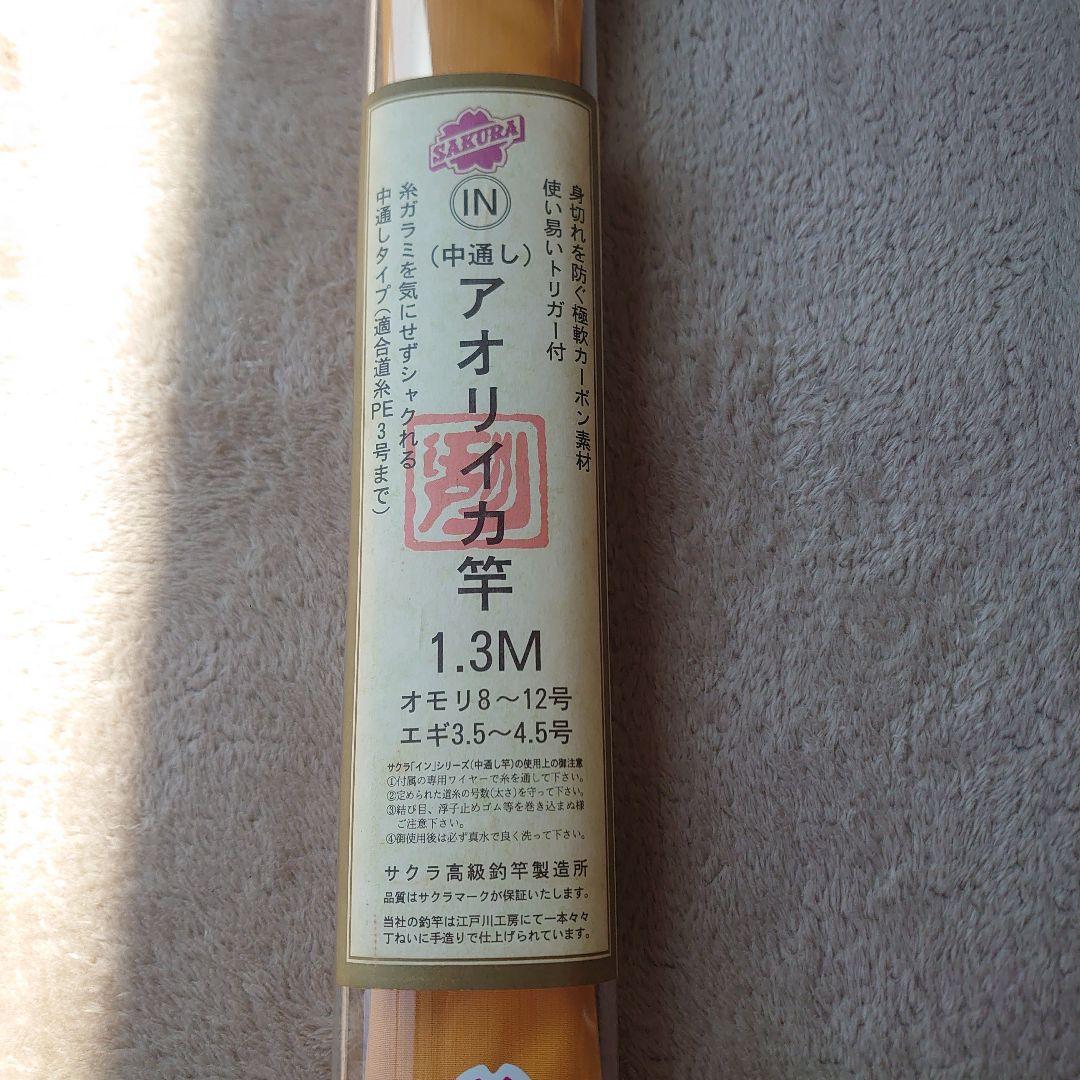 SAKURA
IN
(中通し)
アオリイカ竿
身切れを防ぐ極軟カーボン素材
使い易いトリガー付
糸ガラミを気にせずシャクれる
中通しタイプ(適合道糸PE3号まで)
1.3M
オモリ8〜12号
エギ3.5〜4.5号
サクラ「イン」シリーズ(中通し竿)の使用上の御注意
①付属の専用ワイヤーで糸を通して下さい。
②定められた道糸の号数(太さ)を守って下さい。
③結び目、浮子止めゴム等を巻き込まぬ様
ご注意下さい。
④御使用後は必ず真水で良く洗って下さい。
サクラ高級釣竿製造所
品質はサクラマークが保証いたします。
当社の釣竿は江戸川工房にて一本々々
丁ねいに手造りで仕上げられています。